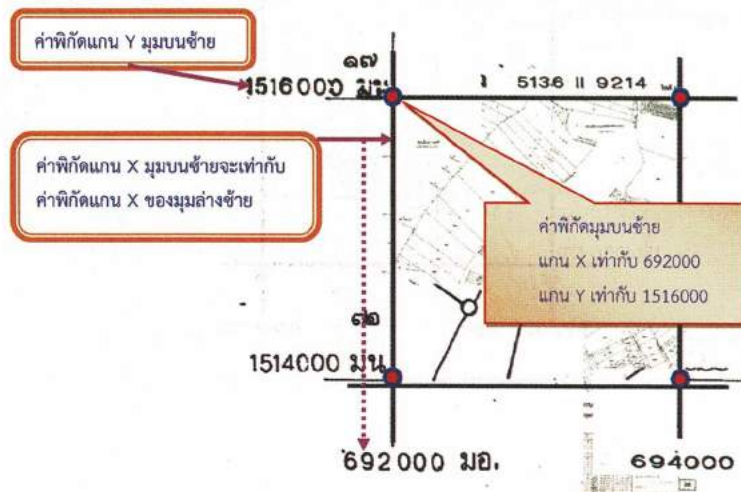 ค่าพิกัดแกน Y มุมบนซ้าย
๑๗
1516000 มน
5136 II 9214
ค่าพิกัดแกน X มุมบนซ้ายจะเท่ากับ
ค่าพิกัดแกน X ของมุมล่างซ้าย
ค่าพิกัดมุมบนซ้าย
แกน X เท่ากับ 692000
แกน Y เท่ากับ 1516000
1514000 มน.
692000 มอ.
694000